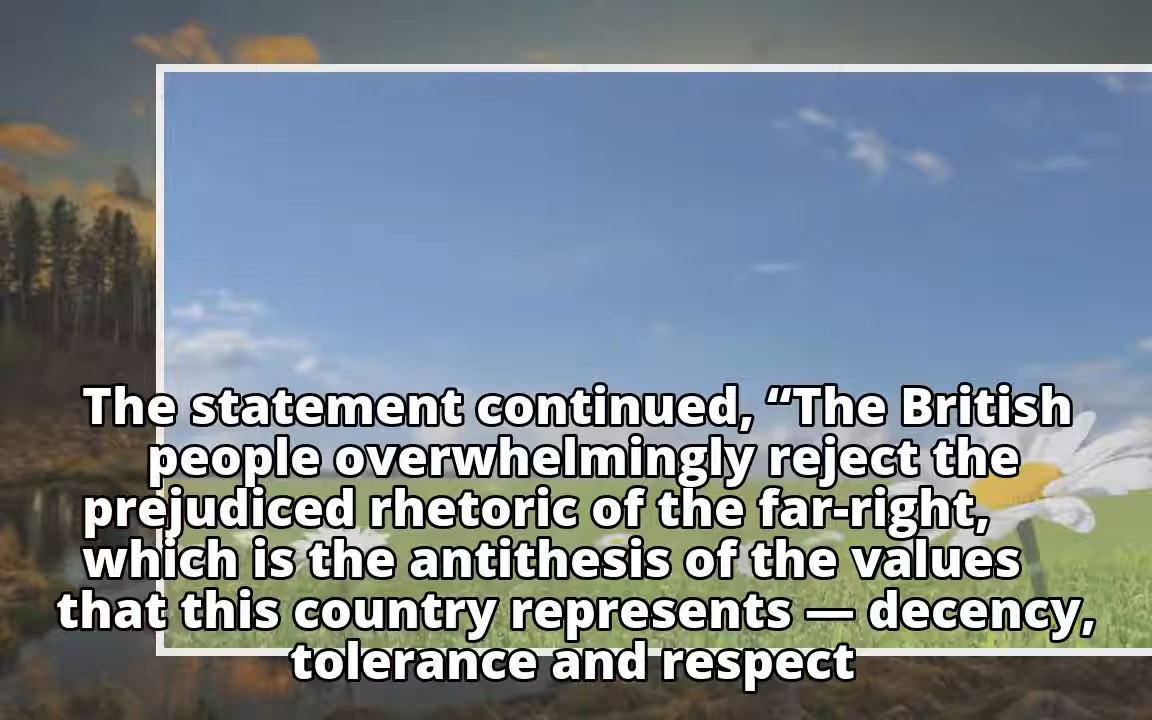 The statement continued, “The British
people overwhelmingly reject the
prejudiced rhetoric of the far-right,
which is the antithesis of the values
that this country represents — decency,
tolerance and respect